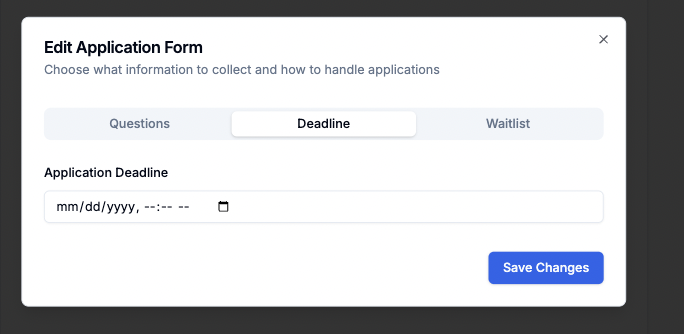 Edit Application Form
Choose what information to collect and how to handle applications
Questions
Deadline
Waitlist
Application Deadline
mm/dd/yyyy, --:-- --
Save Changes